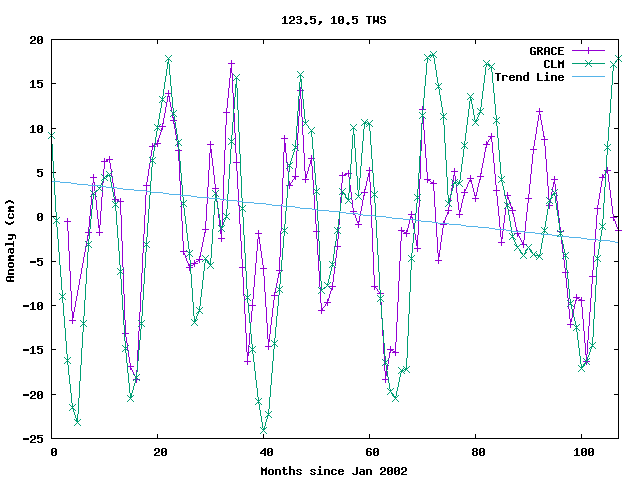 123.5, 10.5 TWS
GRACE
CLM
Trend Line
20
15
10
5
0
-5
-10
-15
-20
-25
Anomaly (cm)
0 20 40 60 80 100
Months since Jan 2002